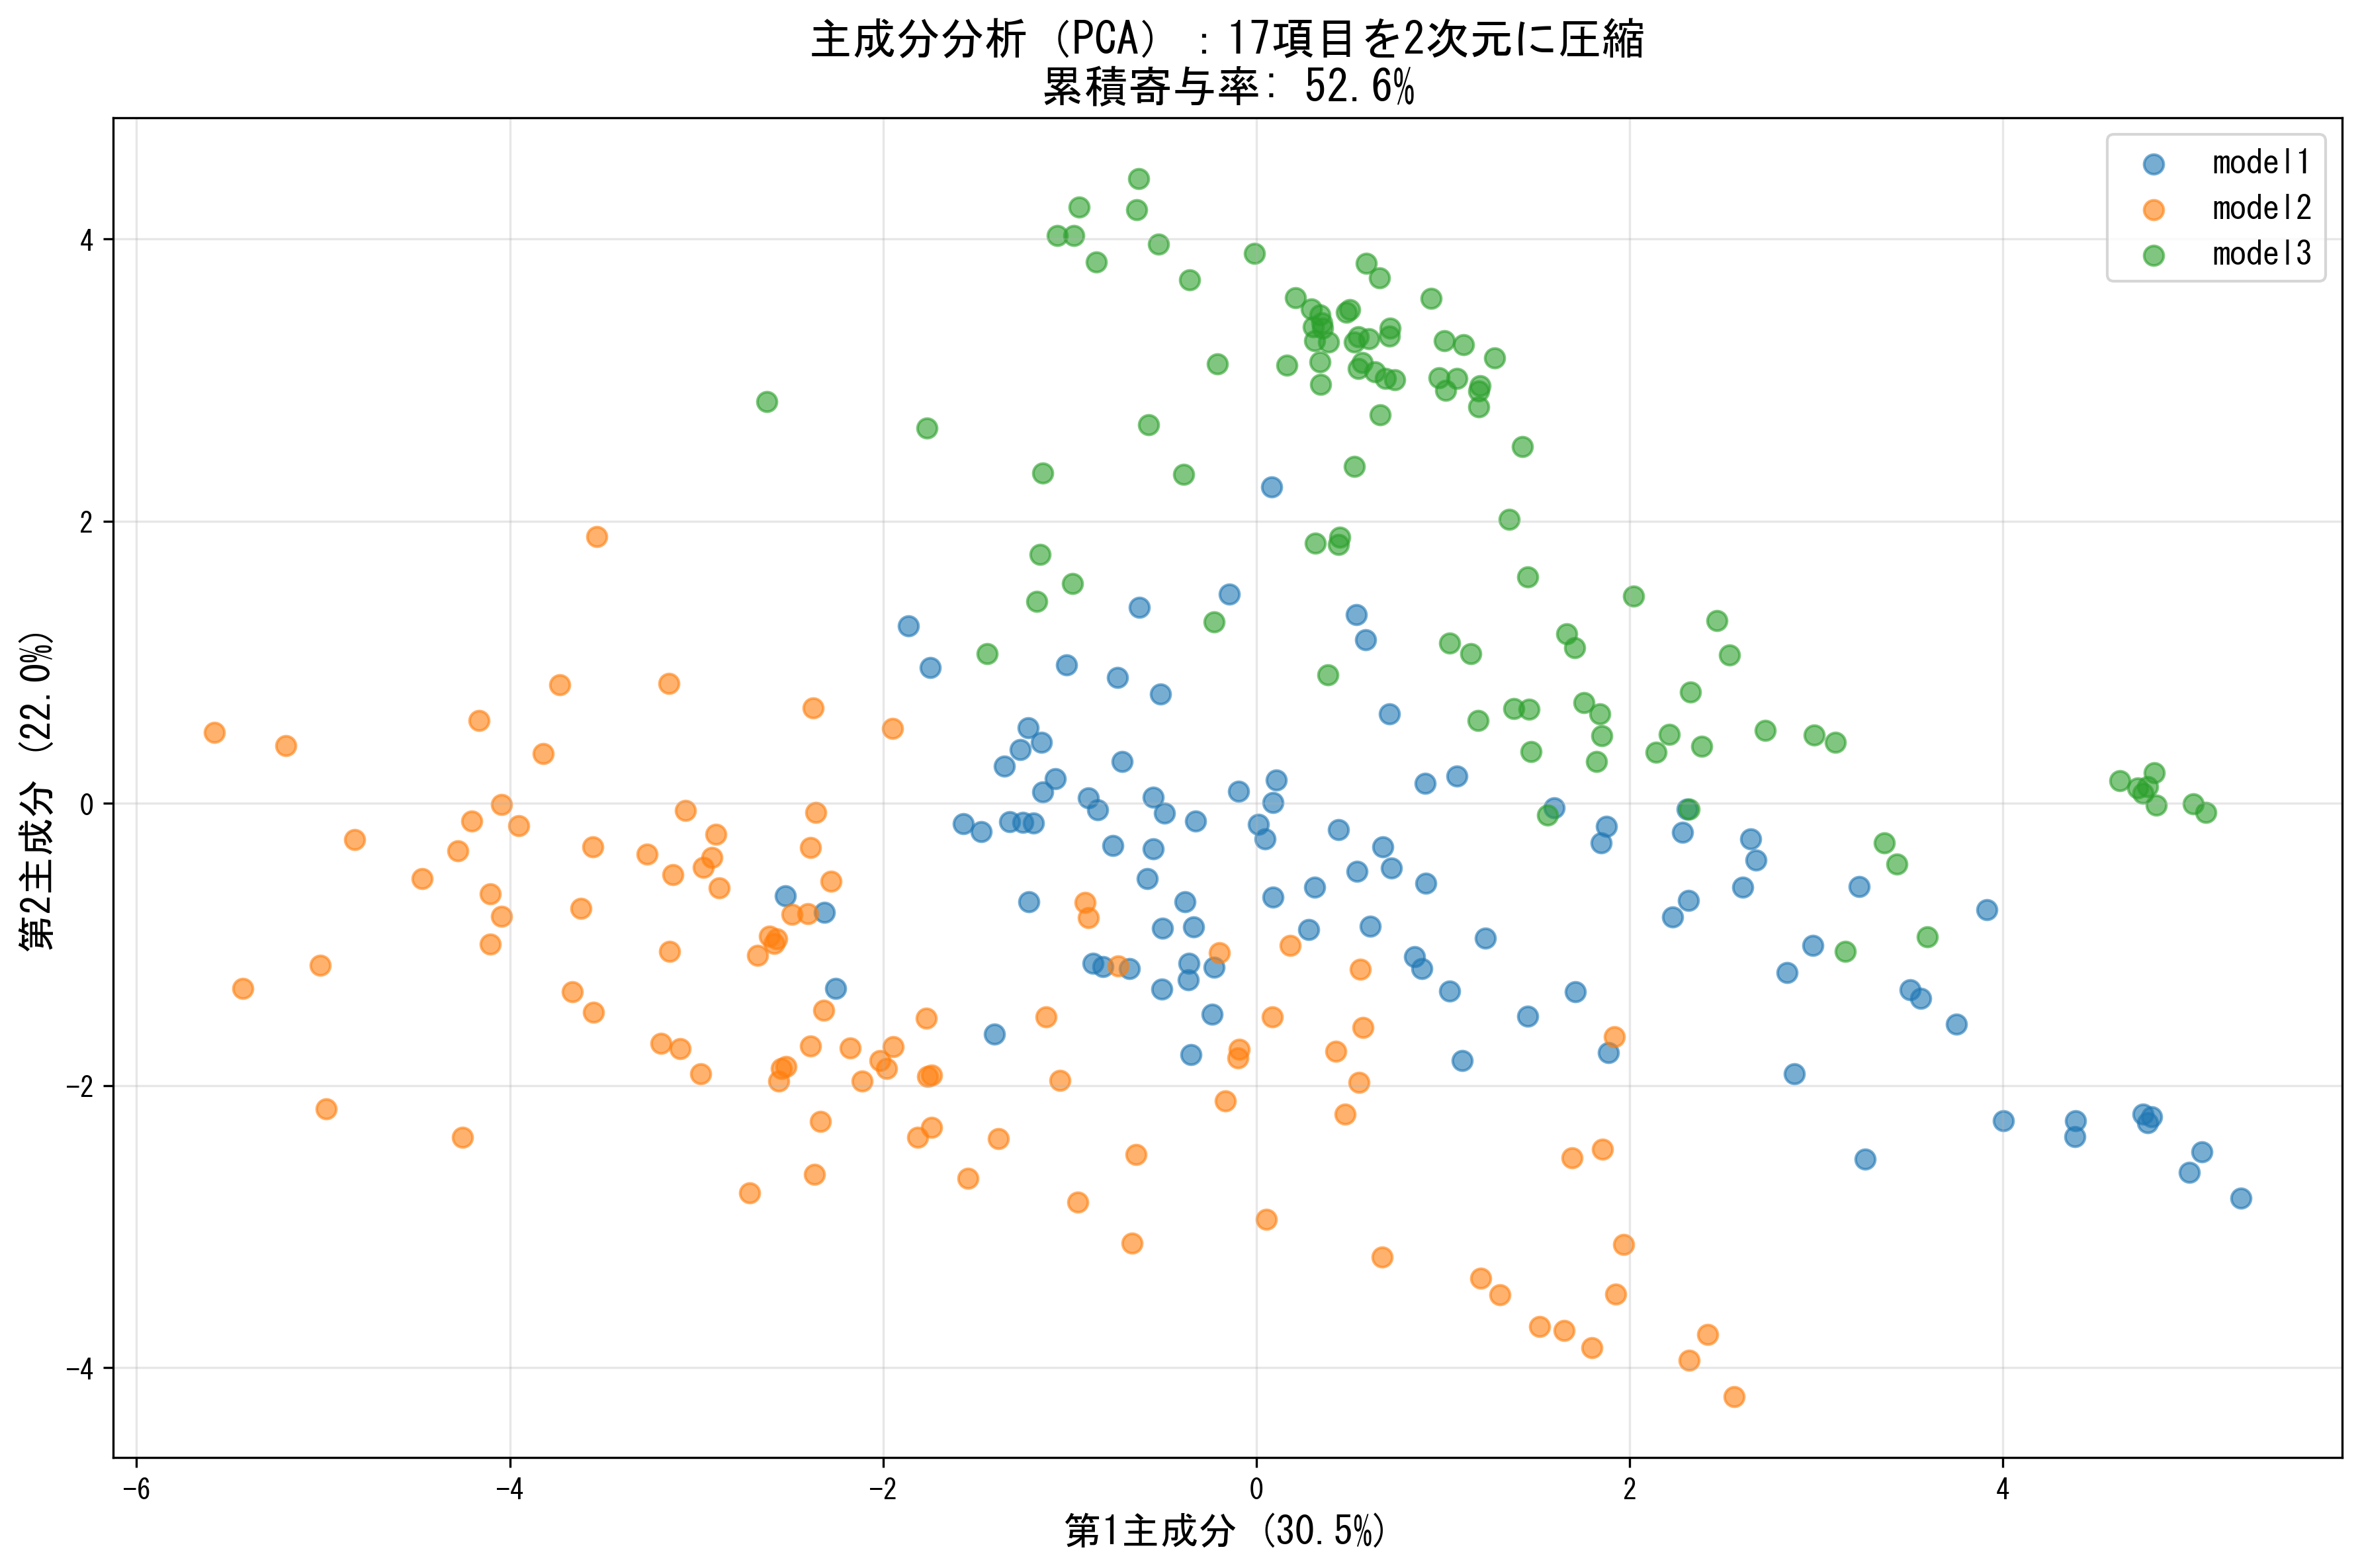 主成分分析 (PCA) : 17項目を2次元に圧縮
累積寄与率: 52.6%
model1
model2
model3
4
2
0
−2
−4
第2主成分 (22.0%)
−6
−4
−2
0
2
4
第1主成分 (30.5%)